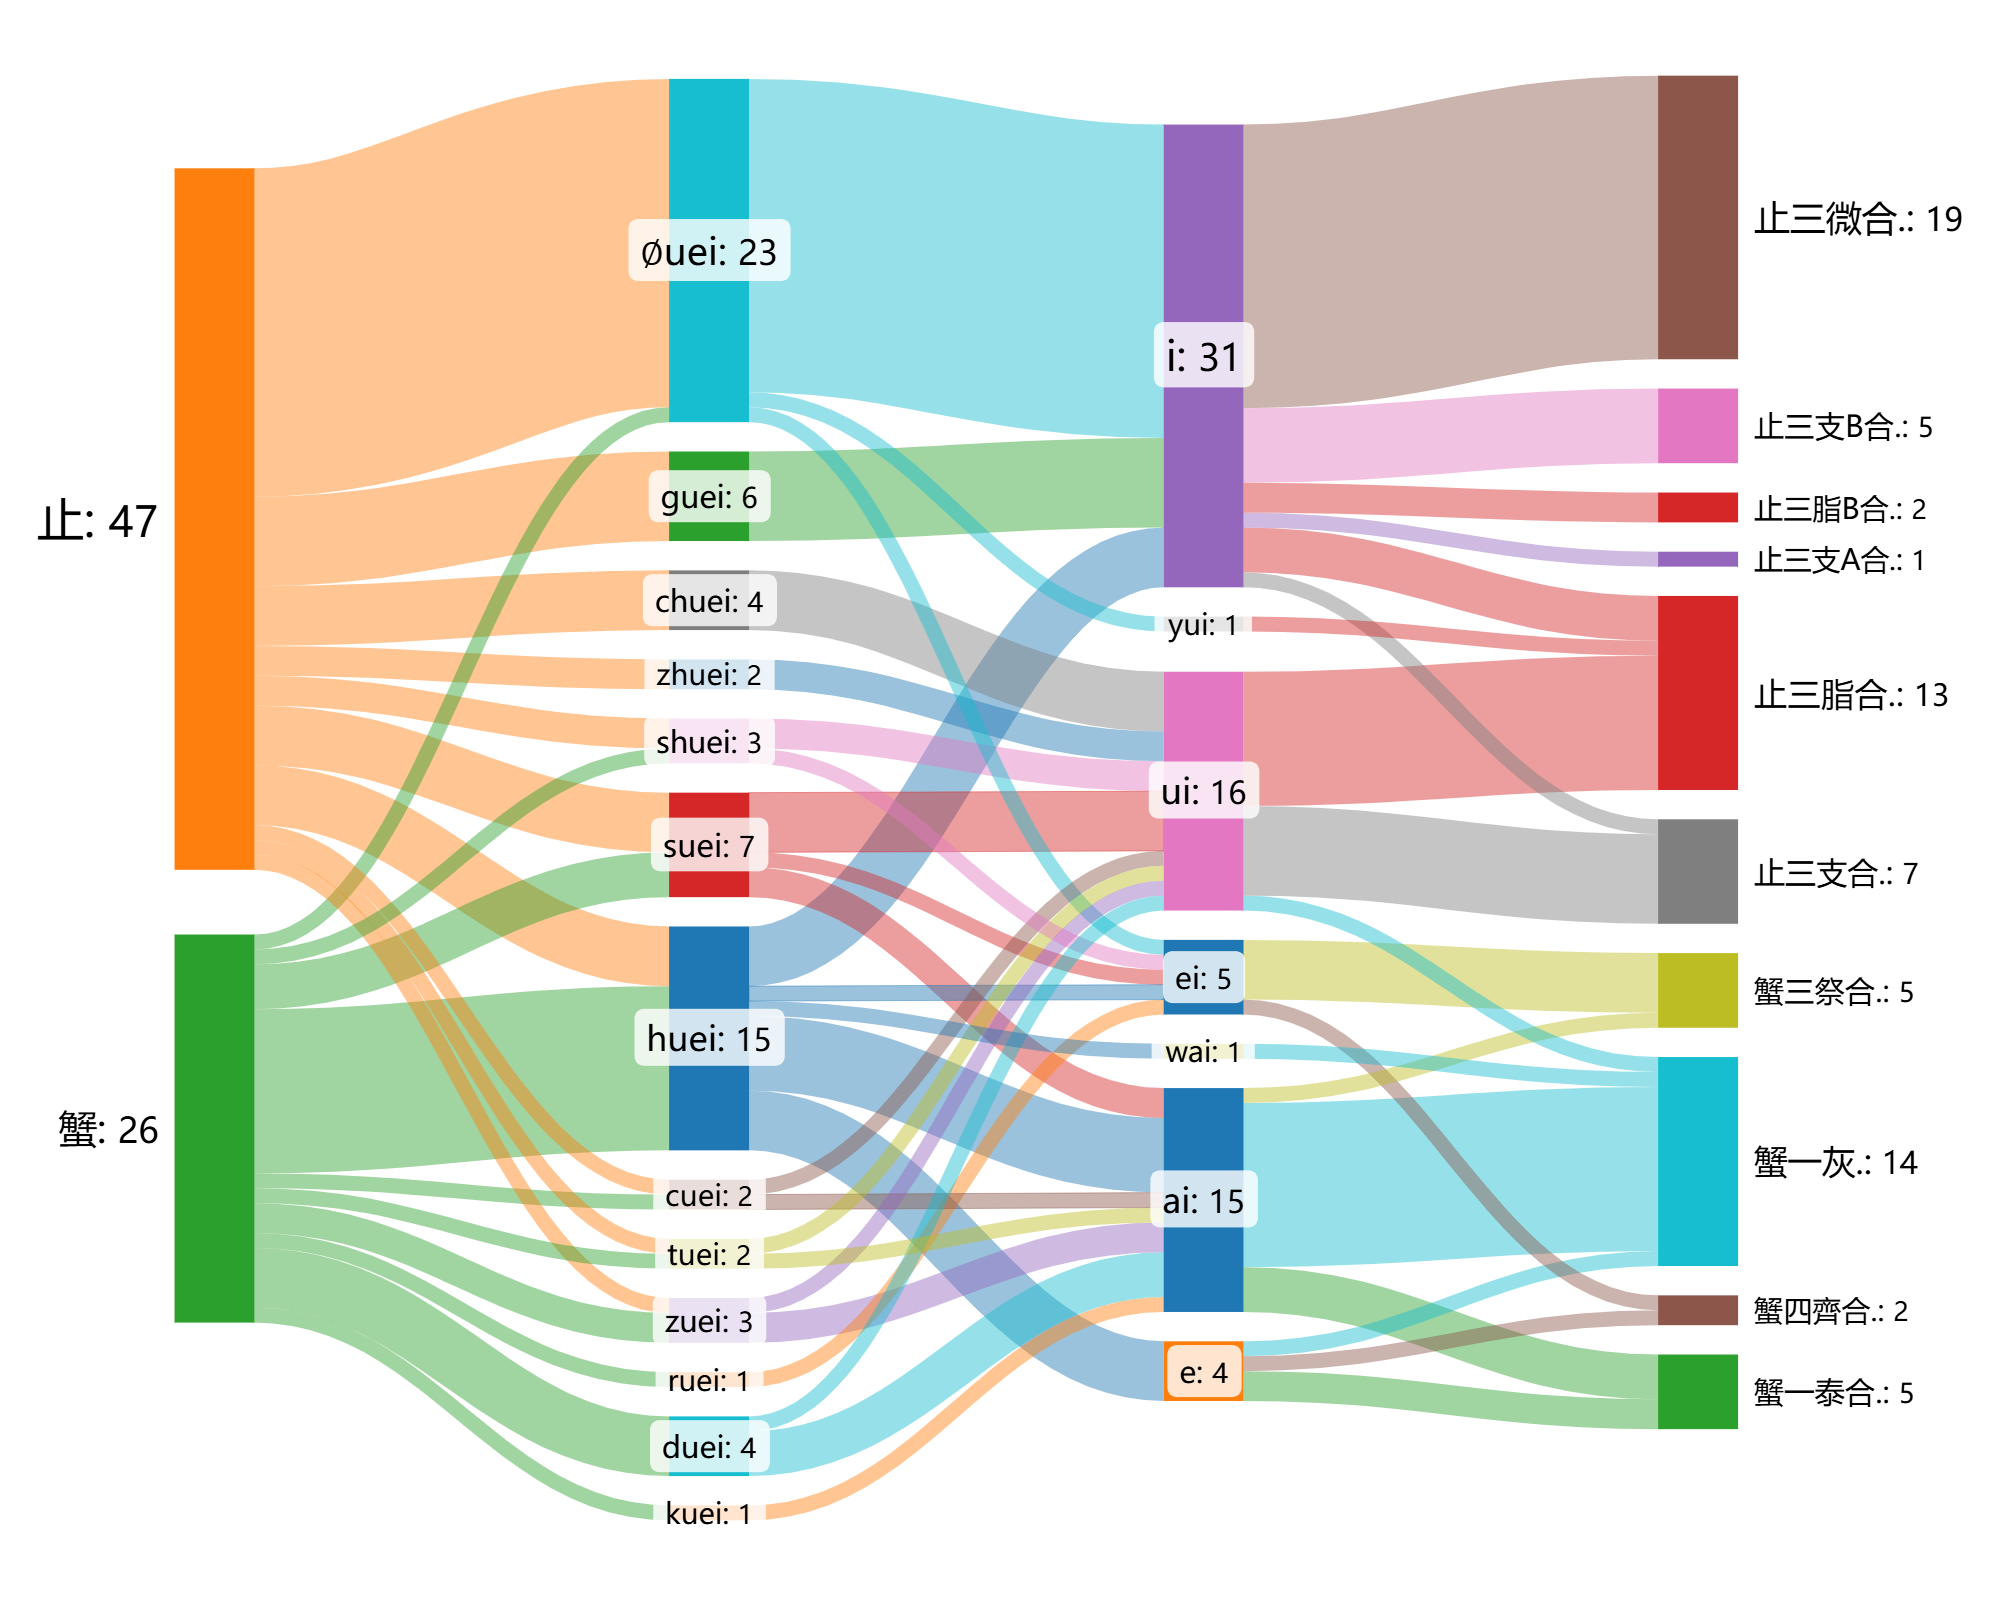 止: 47
蟹: 26
∅uei: 23
guei: 6
chuei: 4
zhuei: 2
shuei: 3
suei: 7
huei: 15
cuei: 2
tuei: 2
zuei: 3
ruei: 1
duei: 4
kuei: 1
i: 31
yui: 1
ui: 16
ei: 5
wai: 1
ai: 15
e: 4
止三微合.: 19
止三支B合.: 5
止三脂B合.: 2
止三支A合.: 1
止三脂合.: 13
止三支合.: 7
蟹三祭合.: 5
蟹一灰.: 14
蟹四齊合.: 2
蟹一泰合.: 5